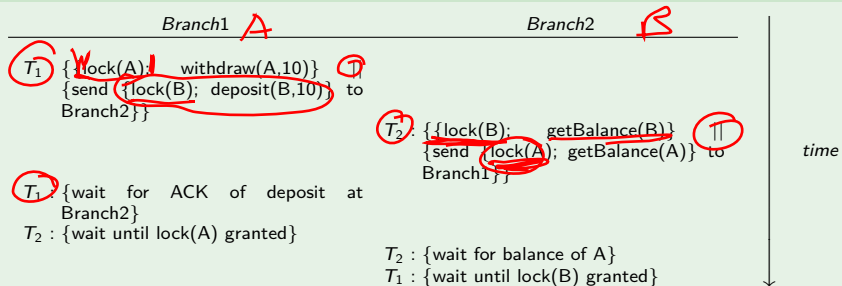 Branch1 A
Branch2 B
T1 {{lock(A); withdraw(A,10)} ||
{send {lock(B); deposit(B,10)} to
Branch2}}
T2 : {{lock(B); getBalance(B)} ||
{send {lock(A); getBalance(A)} to
Branch1}}
time
T1 : {wait for ACK of deposit at
Branch2}
T2 : {wait until lock(A) granted}
T2 : {wait for balance of A}
T1 : {wait until lock(B) granted}